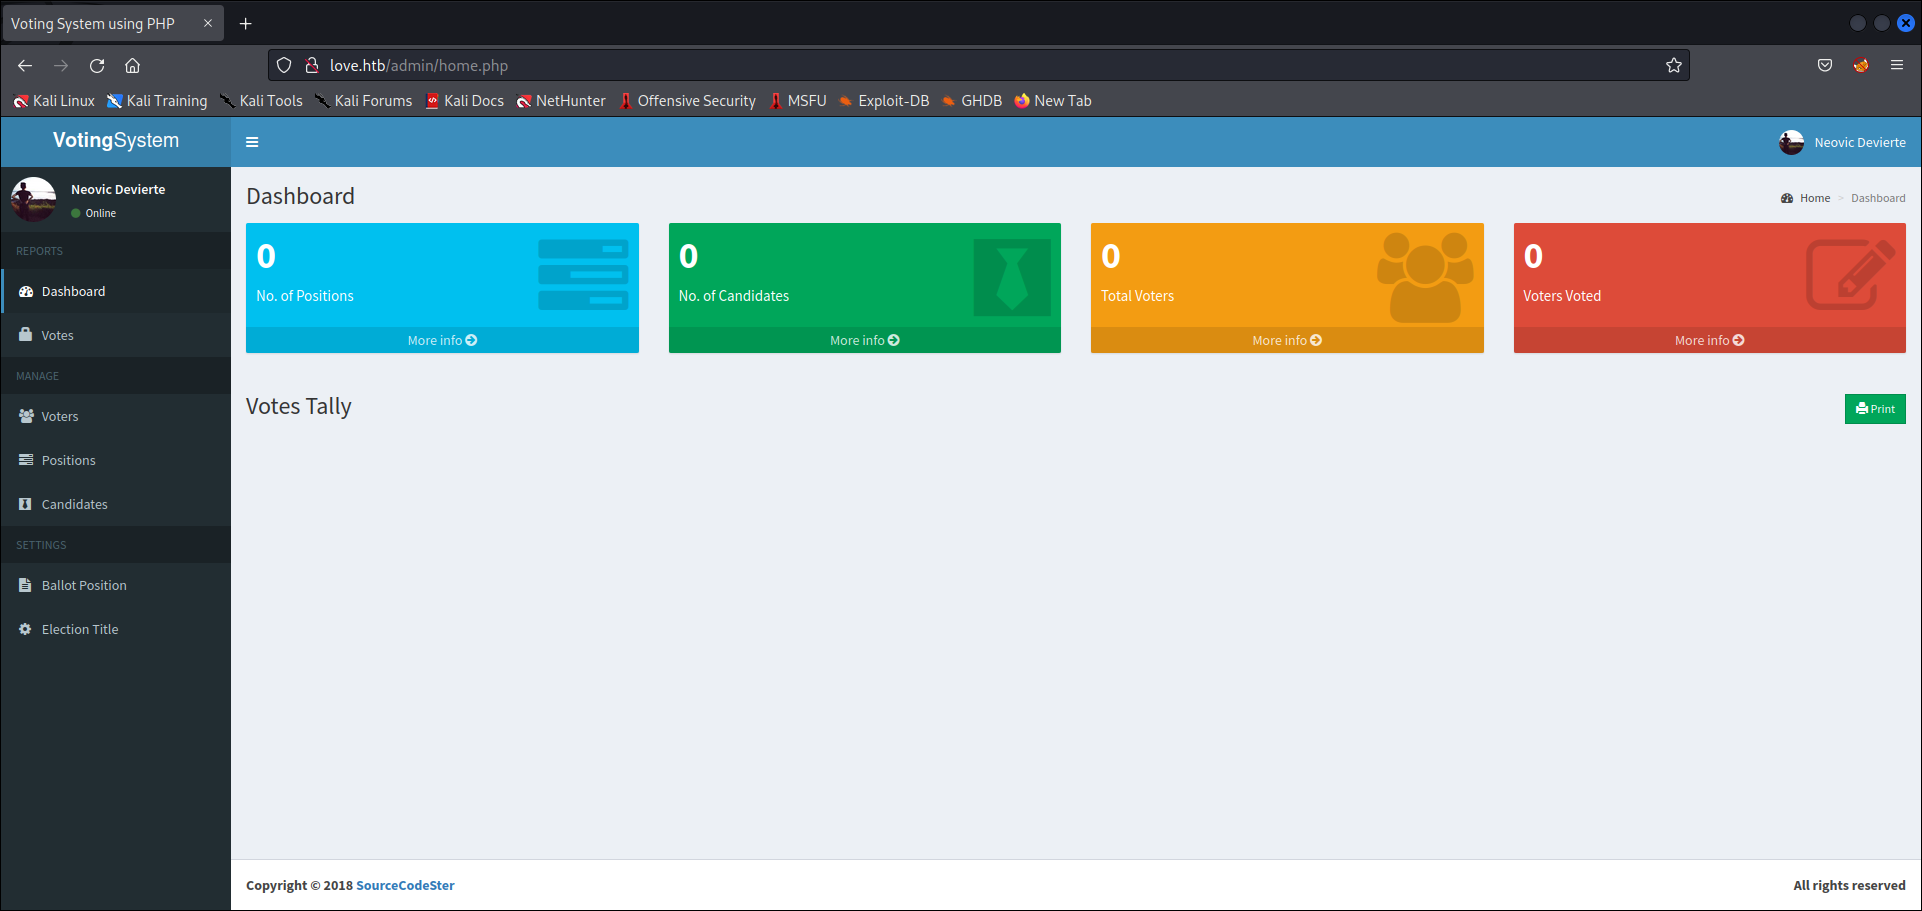 Voting System using PHP
love.htb/admin/home.php
Kali Linux Kali Training Kali Tools Kali Forums Kali Docs NetHunter Offensive Security MSFU Exploit-DB GHDB New Tab
VotingSystem
Neovic Devierte
Neovic Devierte
Online
REPORTS
Dashboard
Votes
MANAGE
Voters
Positions
Candidates
SETTINGS
Ballot Position
Election Title
Dashboard
Home > Dashboard
0
No. of Positions
More info
0
No. of Candidates
More info
0
Total Voters
More info
0
Voters Voted
More info
Votes Tally
Print
Copyright © 2018 SourceCodeSter
All rights reserved